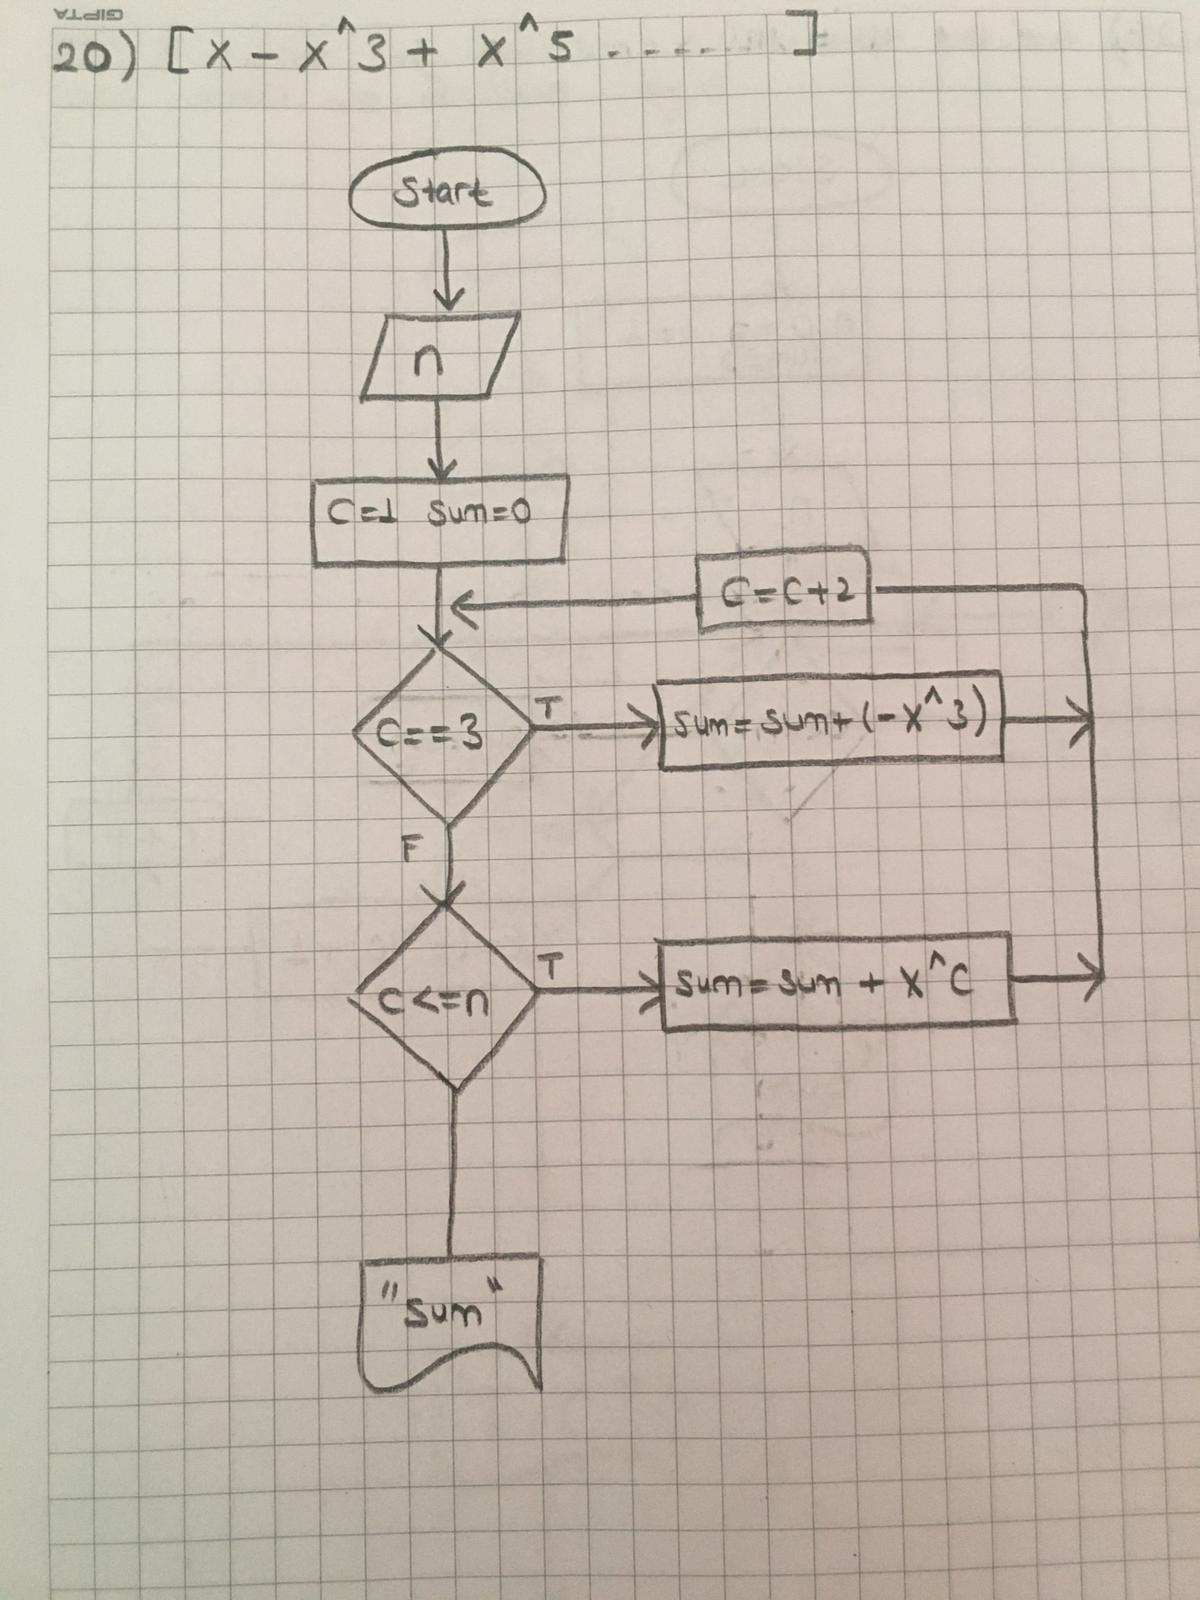 GIPTA
20) [x - x^3 + x^5 ........]
Start
n
C=1 sum=0
C=C+2
C==3
T
sum=sum+(-x^3)
F
C<=n
T
sum=sum + x^C
"sum"